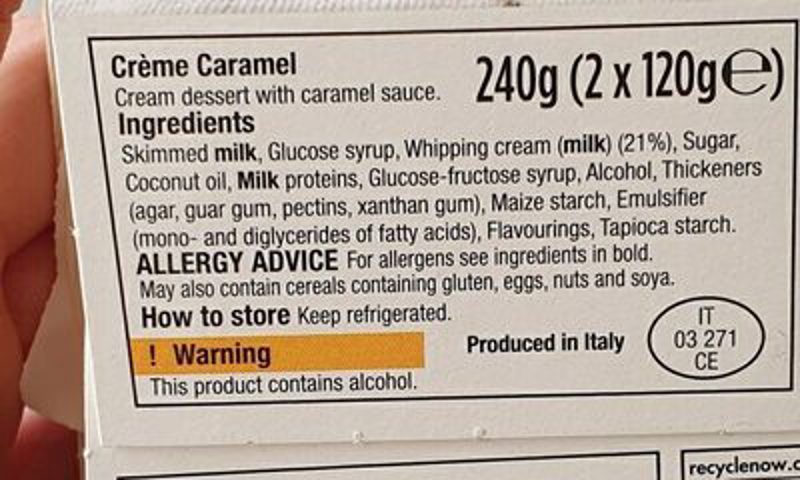 Crème Caramel
240g (2 x 120g℮)
Cream dessert with caramel sauce.
Ingredients
Skimmed milk, Glucose syrup, Whipping cream (milk) (21%), Sugar,
Coconut oil, Milk proteins, Glucose-fructose syrup, Alcohol, Thickeners
(agar, guar gum, pectins, xanthan gum), Maize starch, Emulsifier
(mono- and diglycerides of fatty acids), Flavourings, Tapioca starch.
ALLERGY ADVICE For allergens see ingredients in bold.
May also contain cereals containing gluten, eggs, nuts and soya.
How to store Keep refrigerated.
! Warning
This product contains alcohol.
Produced in Italy
IT
03 271
CE
recyclenow.c